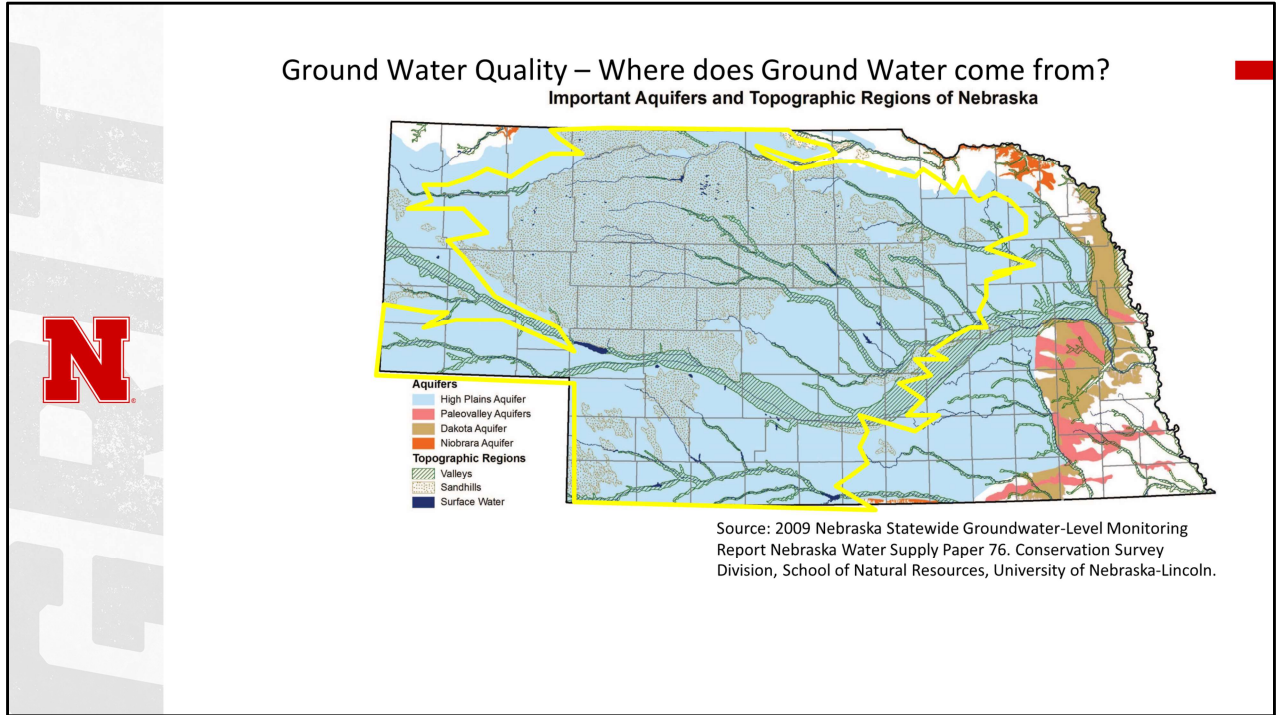 Ground Water Quality – Where does Ground Water come from?
Important Aquifers and Topographic Regions of Nebraska
Aquifers
High Plains Aquifer
Paleovalley Aquifers
Dakota Aquifer
Niobrara Aquifer
Topographic Regions
Valleys
Sandhills
Surface Water
Source: 2009 Nebraska Statewide Groundwater-Level Monitoring
Report Nebraska Water Supply Paper 76. Conservation Survey
Division, School of Natural Resources, University of Nebraska-Lincoln.
N
GRIT